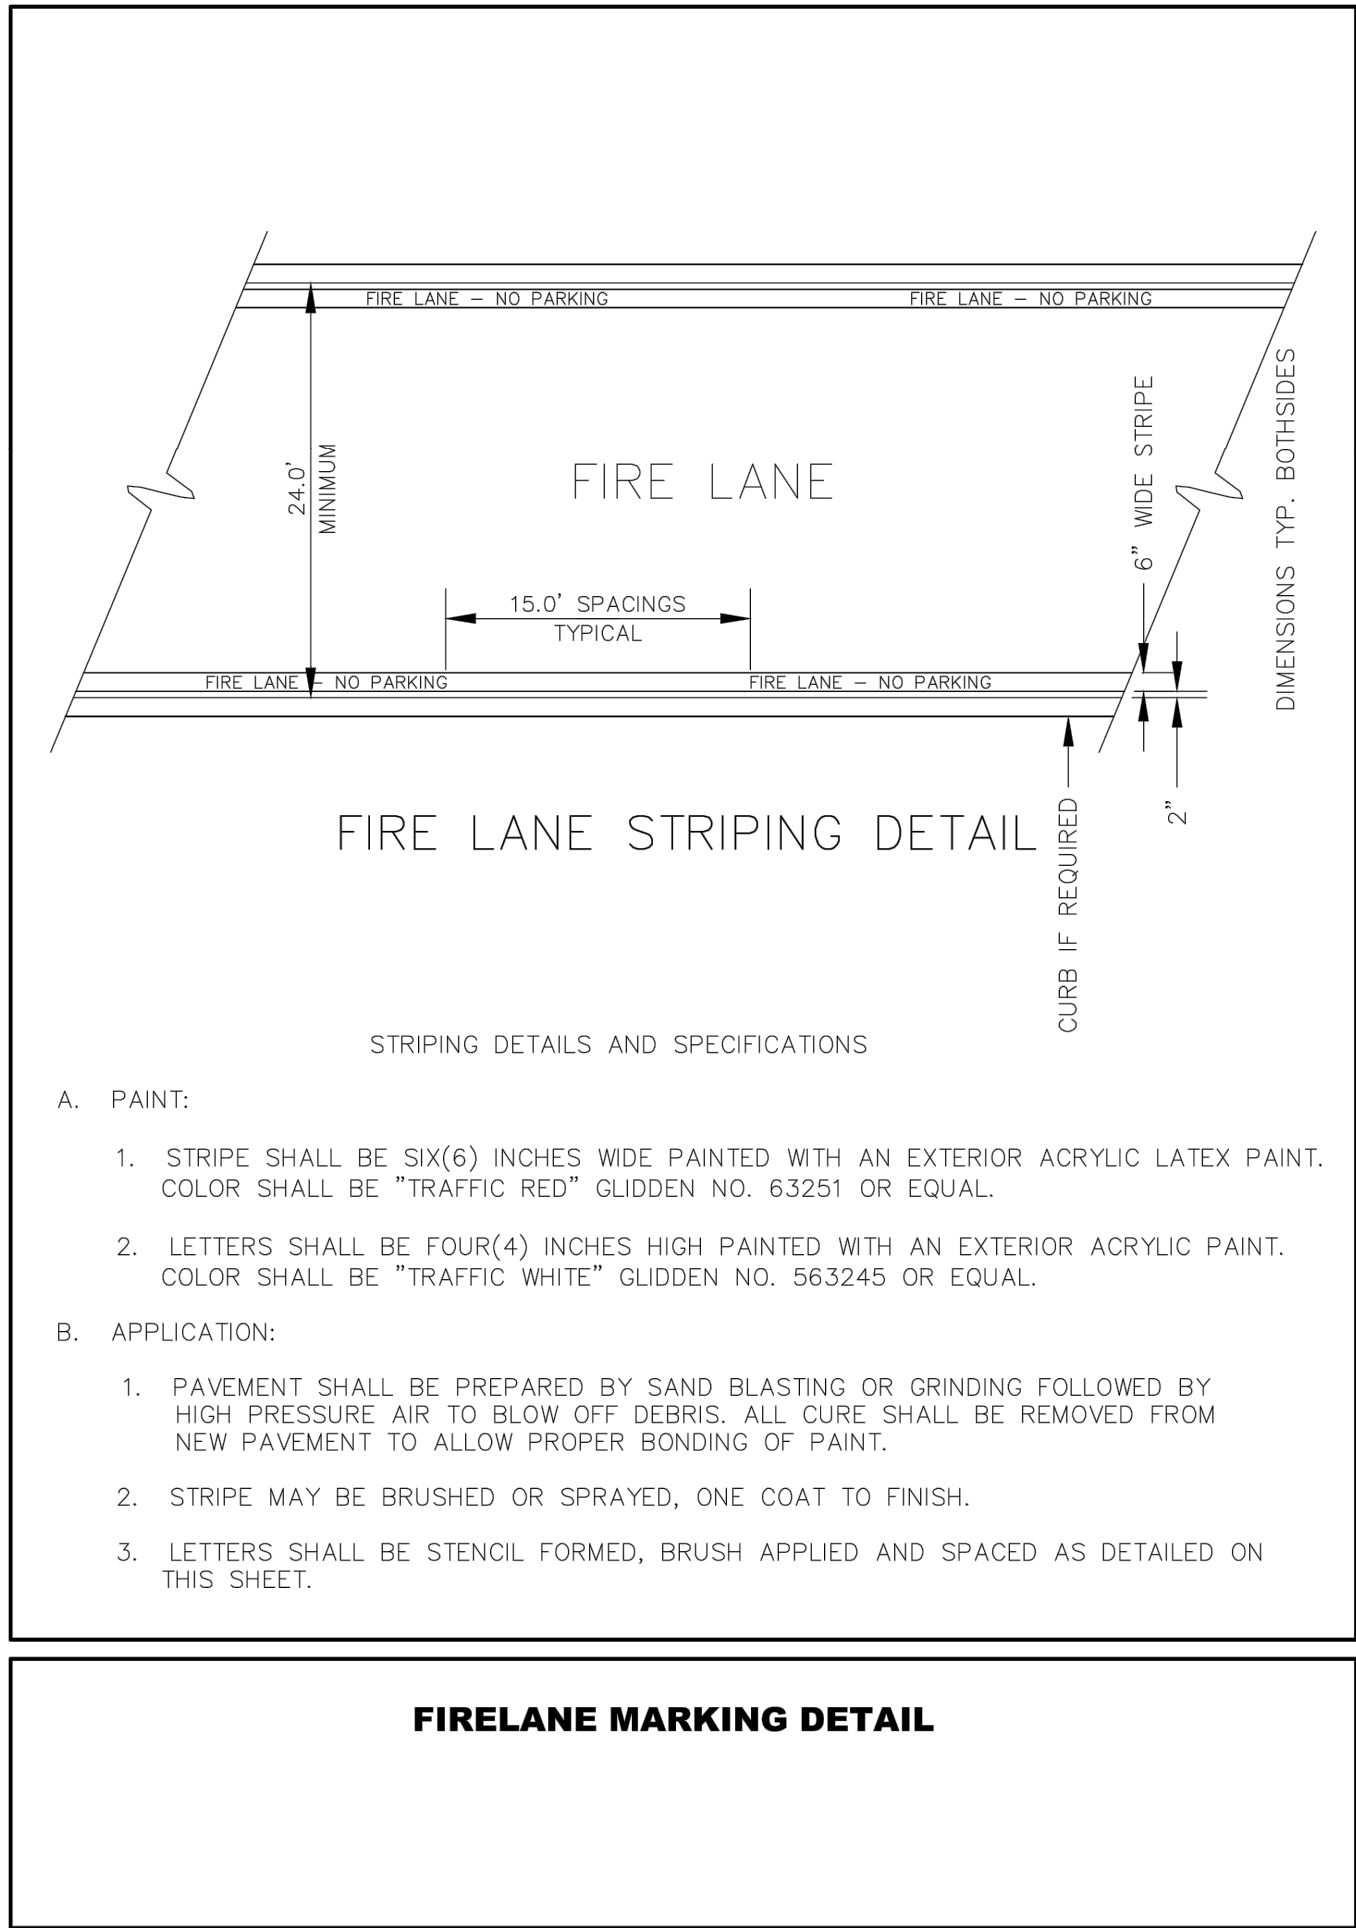 FIRE LANE – NO PARKING
FIRE LANE – NO PARKING
24.0'
MINIMUM
FIRE LANE
6" WIDE STRIPE
DIMENSIONS TYP. BOTHSIDES
15.0' SPACINGS
TYPICAL
FIRE LANE – NO PARKING
FIRE LANE – NO PARKING
2"
FIRE LANE STRIPING DETAIL
CURB IF REQUIRED
STRIPING DETAILS AND SPECIFICATIONS
A. PAINT:
1. STRIPE SHALL BE SIX(6) INCHES WIDE PAINTED WITH AN EXTERIOR ACRYLIC LATEX PAINT.
COLOR SHALL BE "TRAFFIC RED" GLIDDEN NO. 63251 OR EQUAL.
2. LETTERS SHALL BE FOUR(4) INCHES HIGH PAINTED WITH AN EXTERIOR ACRYLIC PAINT.
COLOR SHALL BE "TRAFFIC WHITE" GLIDDEN NO. 563245 OR EQUAL.
B. APPLICATION:
1. PAVEMENT SHALL BE PREPARED BY SAND BLASTING OR GRINDING FOLLOWED BY
HIGH PRESSURE AIR TO BLOW OFF DEBRIS. ALL CURE SHALL BE REMOVED FROM
NEW PAVEMENT TO ALLOW PROPER BONDING OF PAINT.
2. STRIPE MAY BE BRUSHED OR SPRAYED, ONE COAT TO FINISH.
3. LETTERS SHALL BE STENCIL FORMED, BRUSH APPLIED AND SPACED AS DETAILED ON
THIS SHEET.
FIRELANE MARKING DETAIL